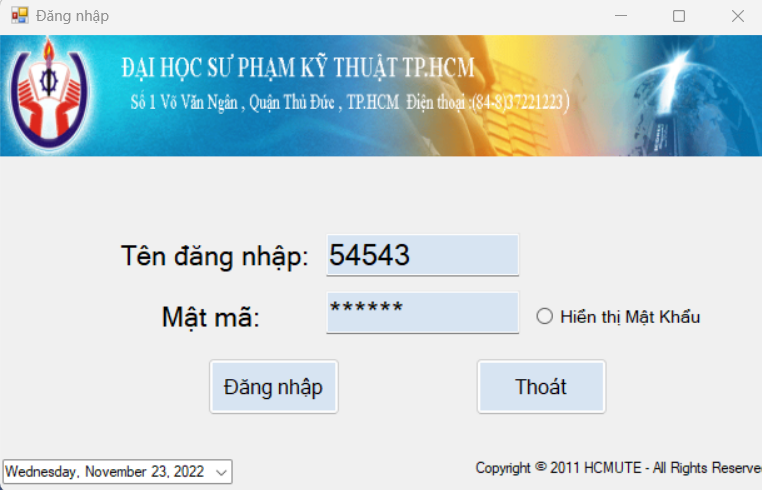 Đăng nhập
ĐẠI HỌC SƯ PHẠM KỸ THUẬT TP.HCM
Số 1 Võ Văn Ngân , Quận Thủ Đức , TP.HCM Điện thoại :(84-8)37221223)
Tên đăng nhập: 54543
Mật mã: ****** Hiển thị Mật Khẩu
Đăng nhập Thoát
Wednesday, November 23, 2022 Copyright © 2011 HCMUTE - All Rights Reserve